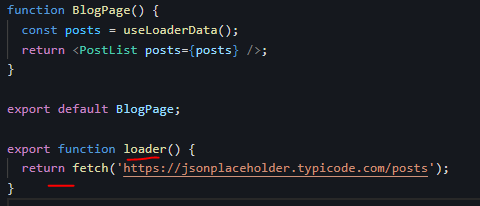 function BlogPage() {
const posts = useLoaderData();
return <PostList posts={posts} />;
}
export default BlogPage;
export function loader() {
return fetch('https://jsonplaceholder.typicode.com/posts');
}